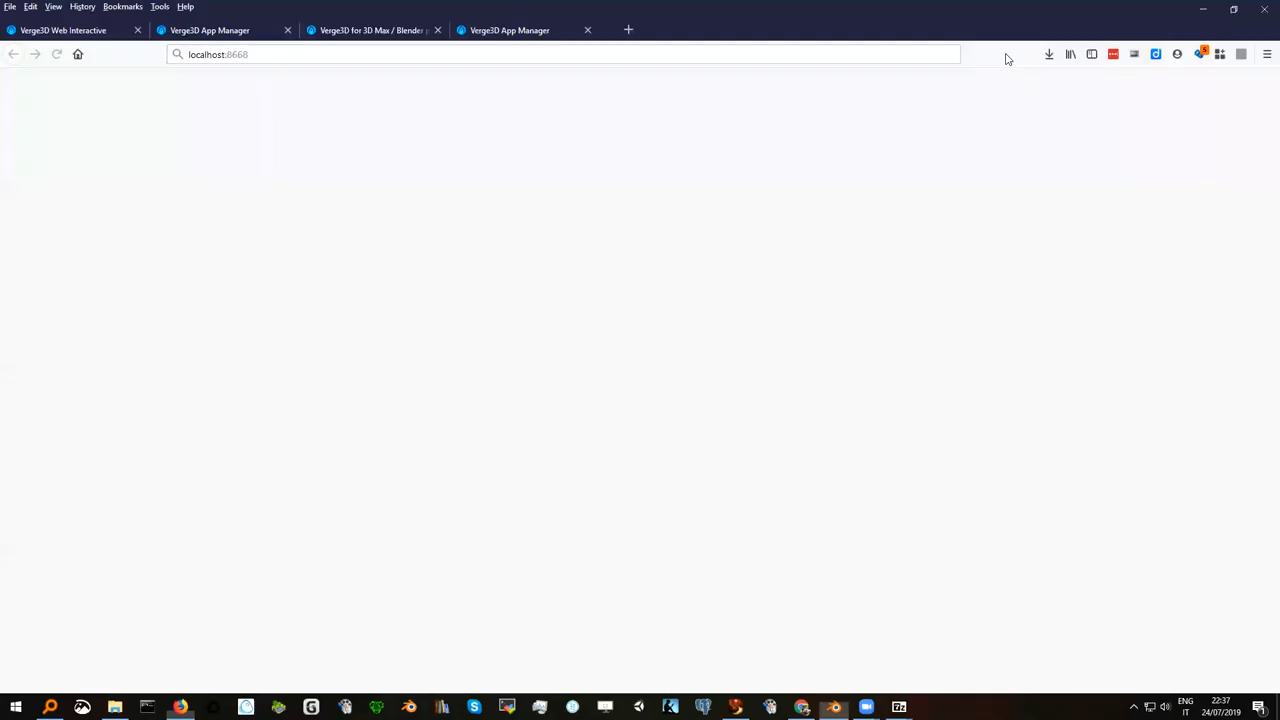 File Edit View History Bookmarks Tools Help
Verge3D Web Interactive
Verge3D App Manager
Verge3D for 3D Max / Blender
Verge3D App Manager
localhost:8668
5
ENG
IT
22:37
24/07/2019